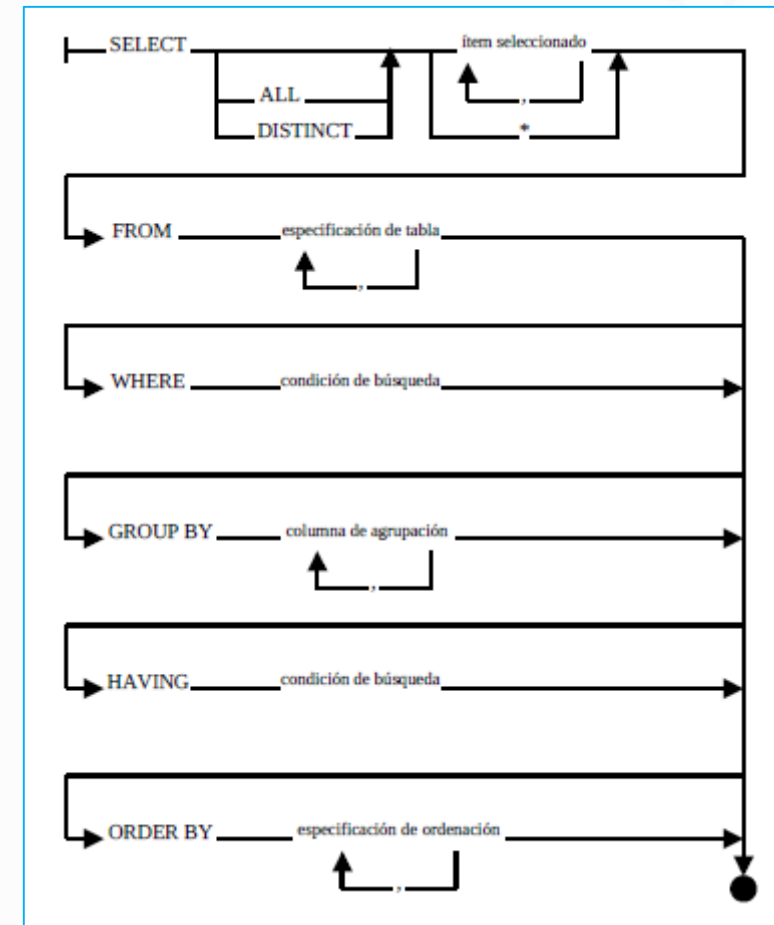 SELECT ítem seleccionado
ALL ,
DISTINCT *
FROM especificación de tabla
,
WHERE condición de búsqueda
GROUP BY columna de agrupación
,
HAVING condición de búsqueda
ORDER BY especificación de ordenación
,